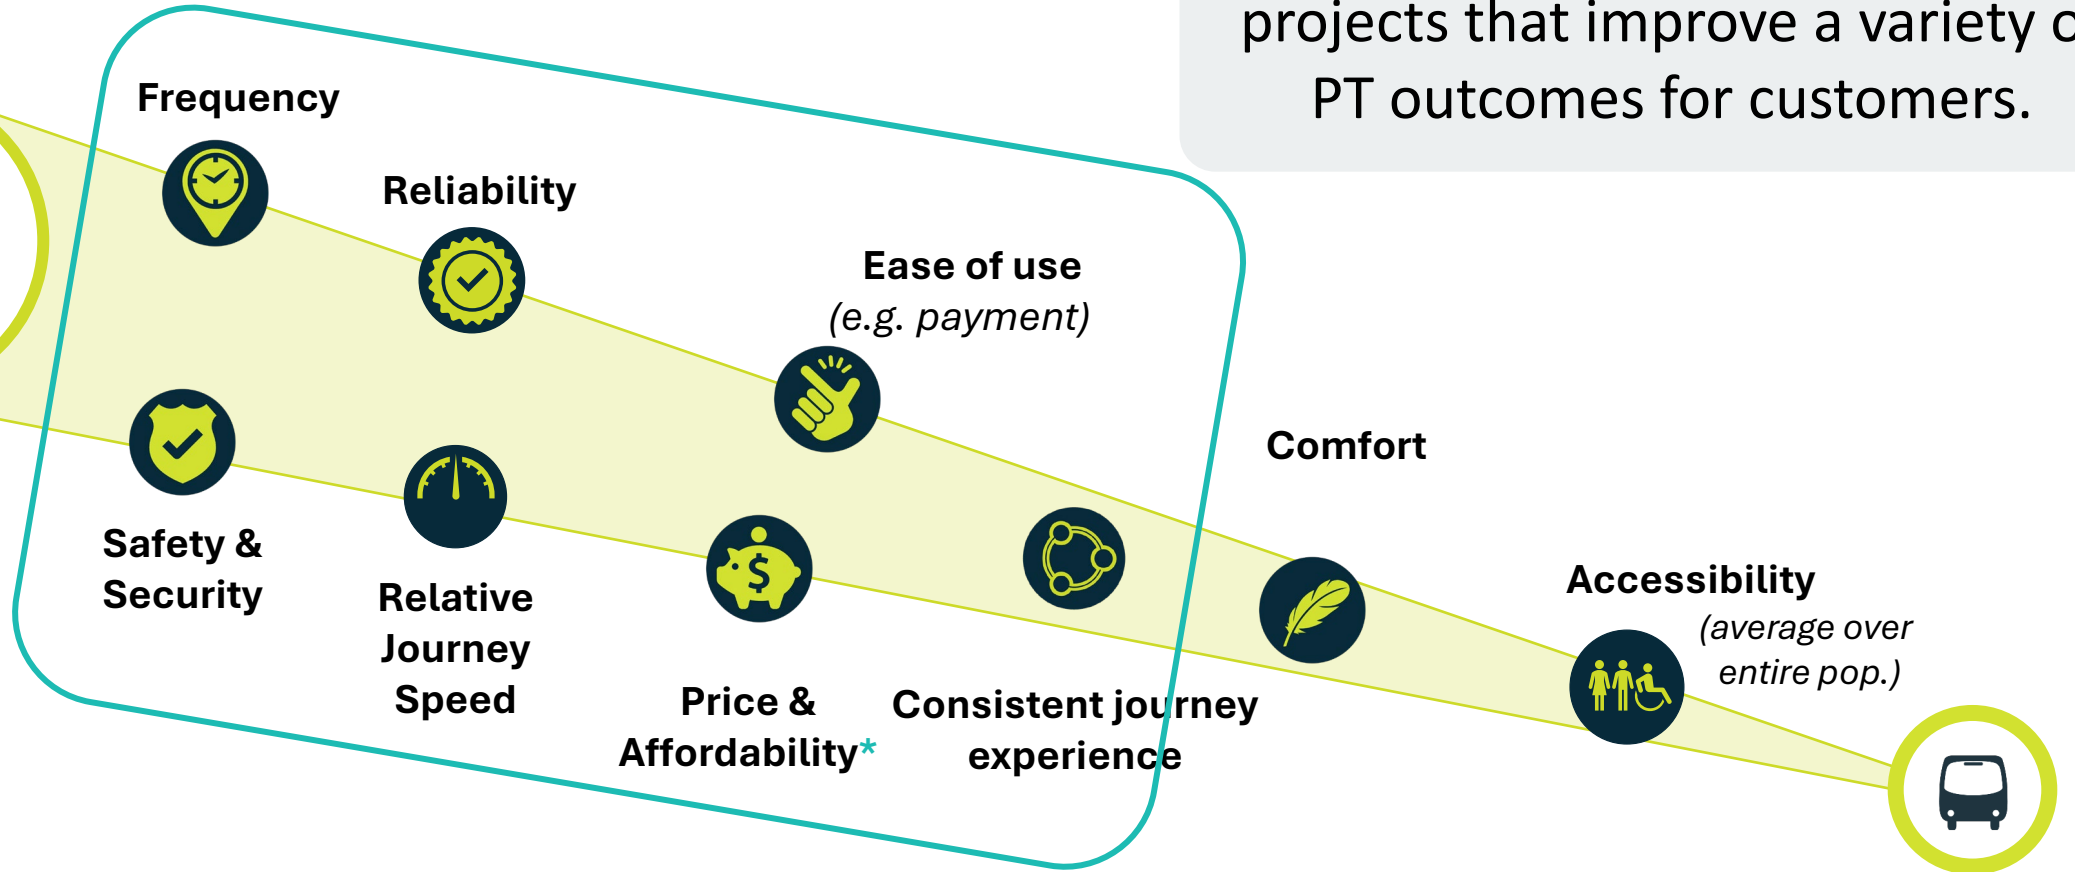 projects that improve a variety o
PT outcomes for customers.
Frequency
Reliability
Ease of use
(e.g. payment)
Comfort
Accessibility
(average over
entire pop.)
Safety &
Security
Relative
Journey
Speed
$
Price &
Affordability*
Consistent journey
experience